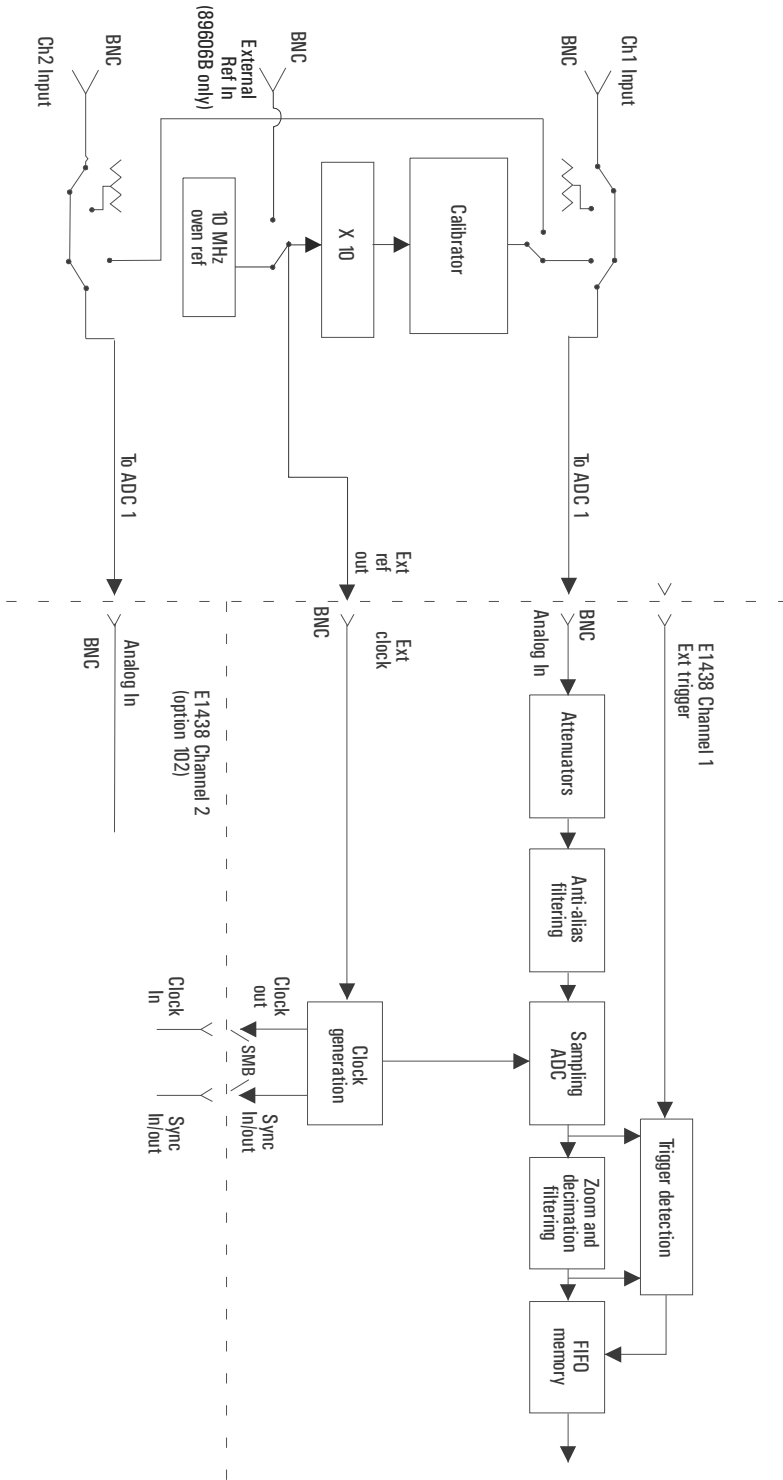 E1438 Channel 1
Ext trigger
Trigger detection
Ch1 Input
BNC
To ADC 1
BNC
Analog In
Attenuators
Anti-alias
filtering
Sampling
ADC
Zoom and
decimation
filtering
FIFO
memory
Calibrator
X 10
10 MHz
oven ref
BNC
External
Ref In
(89606B only)
Ext
ref
out
Ext
clock
BNC
Clock
generation
Clock
out
SMB
Sync
In/out
Clock
In
Sync
In/out
E1438 Channel 2
(option 102)
BNC
Ch2 Input
To ADC 1
Analog In
BNC